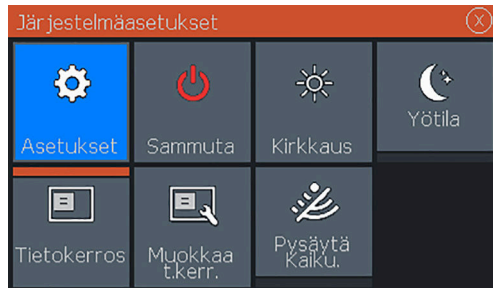 Järjestelmäasetukset
Asetukset
Sammuta
Kirkkaus
Yötila
Tietokerros
Muokkaa
t.kerr.
Pysäytä
Kaiku.